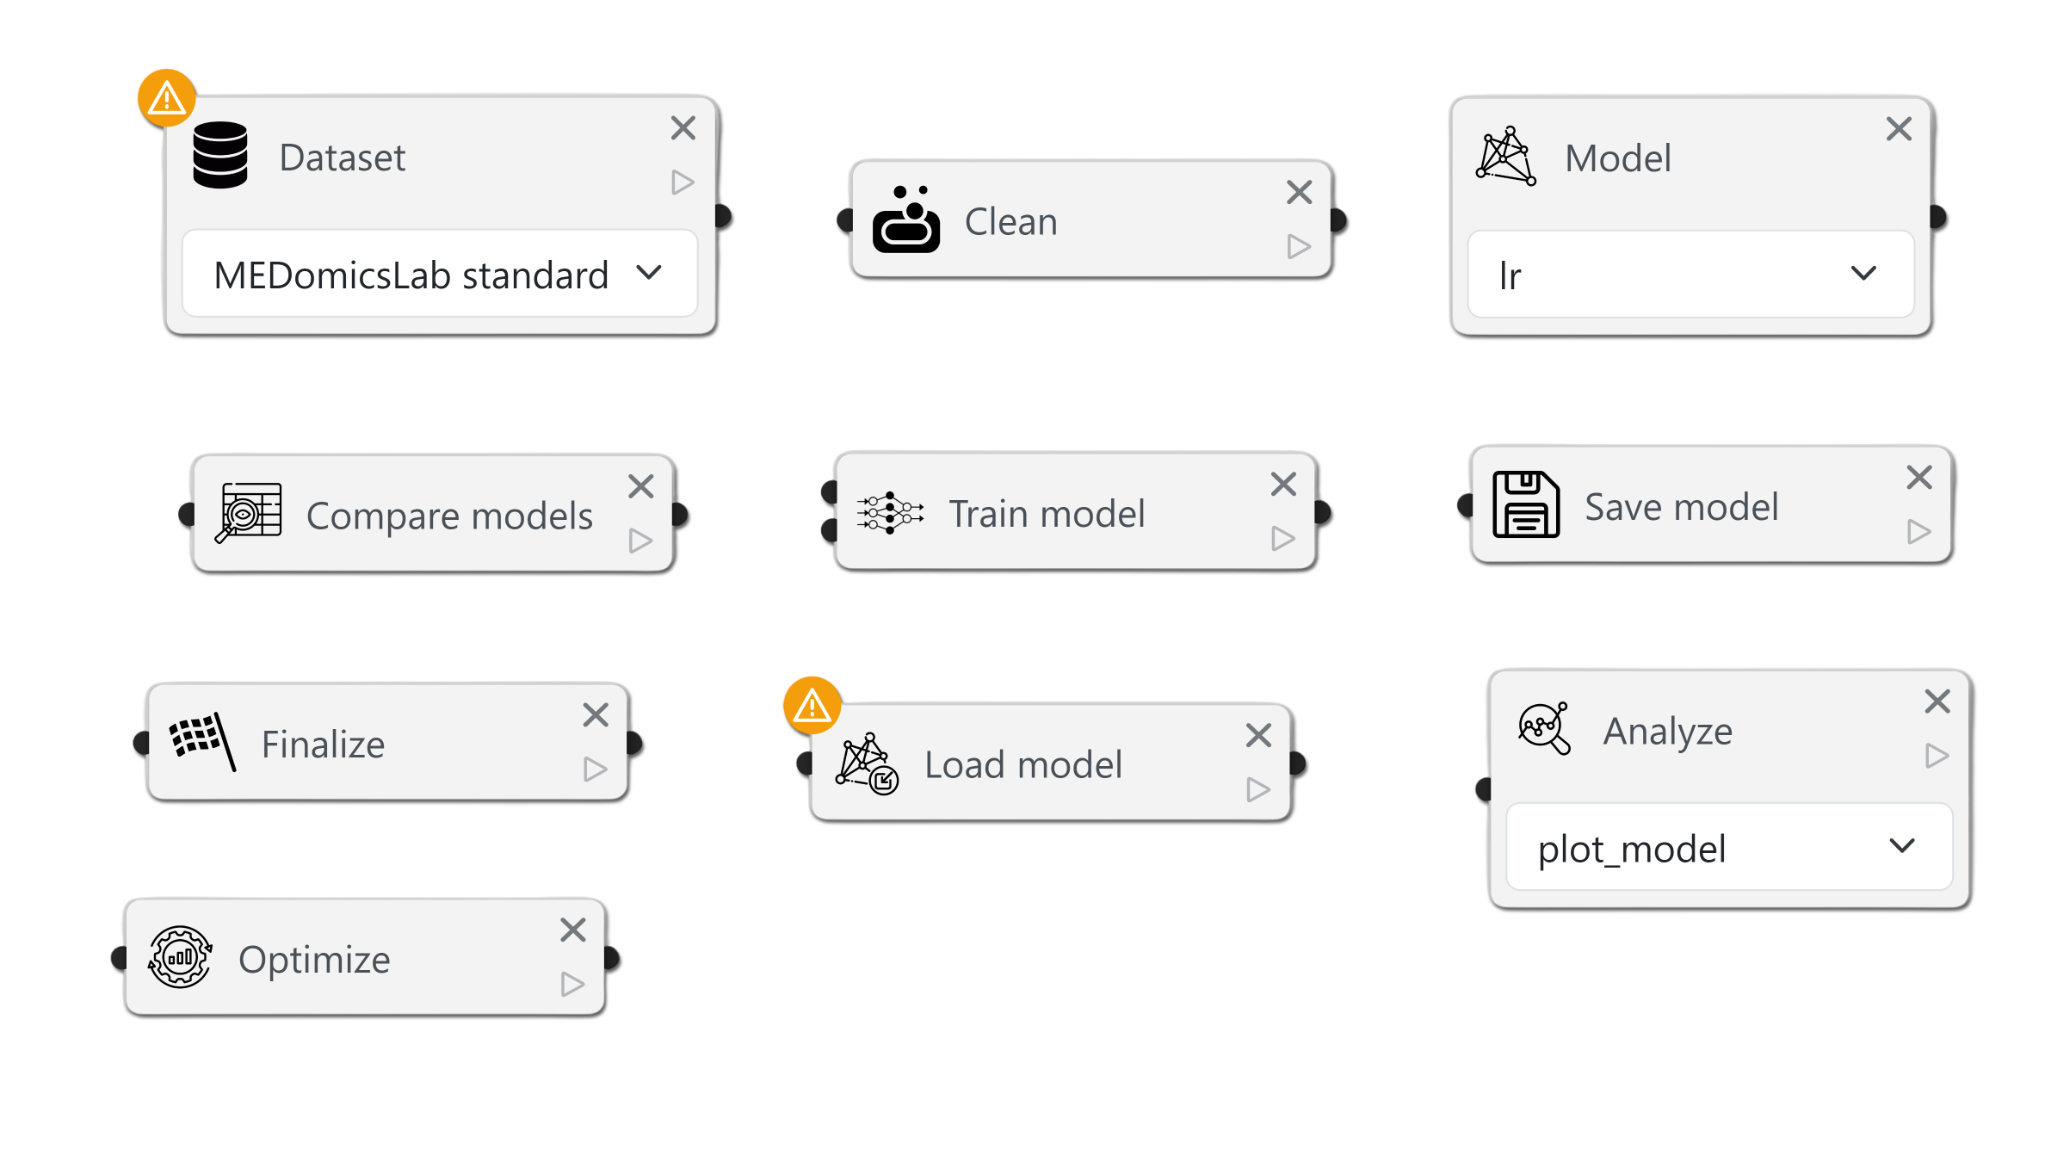 Dataset
MEDomicsLab standard
Clean
Model
lr
Compare models
Train model
Save model
Finalize
Load model
Analyze
plot_model
Optimize